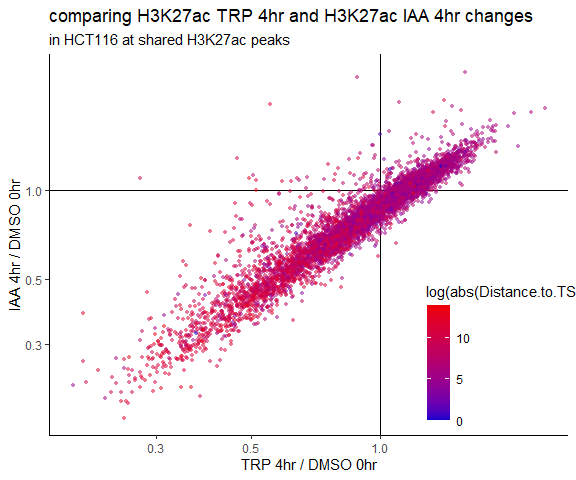 comparing H3K27ac TRP 4hr and H3K27ac IAA 4hr changes
in HCT116 at shared H3K27ac peaks
IAA 4hr / DMSO 0hr
1.0
0.5
0.3
log(abs(Distance.to.TS
10
5
0
0.3
0.5
1.0
TRP 4hr / DMSO 0hr